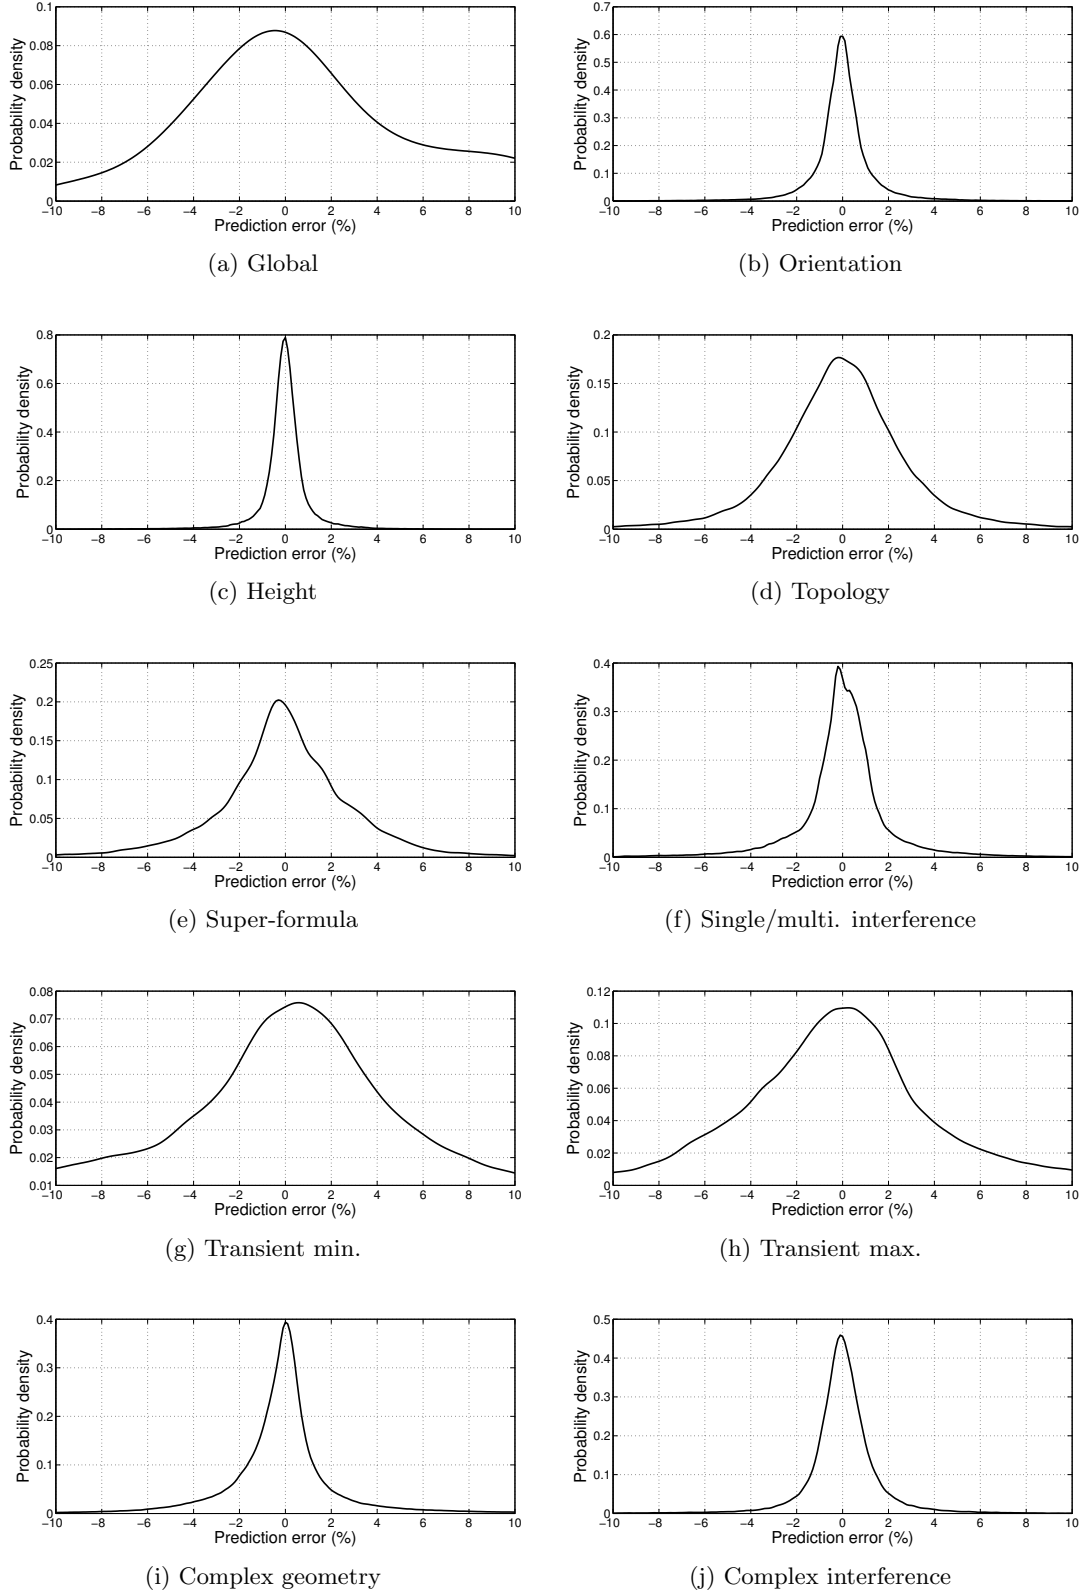 0.1
0.08
0.06
0.04
0.02
0
Probability density
−10 −8 −6 −4 −2 0 2 4 6 8 10
Prediction error (%)
(a) Global
0.7
0.6
0.5
0.4
0.3
0.2
0.1
0
Probability density
−10 −8 −6 −4 −2 0 2 4 6 8 10
Prediction error (%)
(b) Orientation
0.8
0.6
0.4
0.2
0
Probability density
−10 −8 −6 −4 −2 0 2 4 6 8 10
Prediction error (%)
(c) Height
0.2
0.15
0.1
0.05
0
Probability density
−10 −8 −6 −4 −2 0 2 4 6 8 10
Prediction error (%)
(d) Topology
0.25
0.2
0.15
0.1
0.05
0
Probability density
−10 −8 −6 −4 −2 0 2 4 6 8 10
Prediction error (%)
(e) Super-formula
0.4
0.3
0.2
0.1
0
Probability density
−10 −8 −6 −4 −2 0 2 4 6 8 10
Prediction error (%)
(f) Single/multi. interference
0.08
0.07
0.06
0.05
0.04
0.03
0.02
0.01
Probability density
−10 −8 −6 −4 −2 0 2 4 6 8 10
Prediction error (%)
(g) Transient min.
0.12
0.1
0.08
0.06
0.04
0.02
0
Probability density
−10 −8 −6 −4 −2 0 2 4 6 8 10
Prediction error (%)
(h) Transient max.
0.4
0.3
0.2
0.1
0
Probability density
−10 −8 −6 −4 −2 0 2 4 6 8 10
Prediction error (%)
(i) Complex geometry
0.5
0.4
0.3
0.2
0.1
0
Probability density
−10 −8 −6 −4 −2 0 2 4 6 8 10
Prediction error (%)
(j) Complex interference